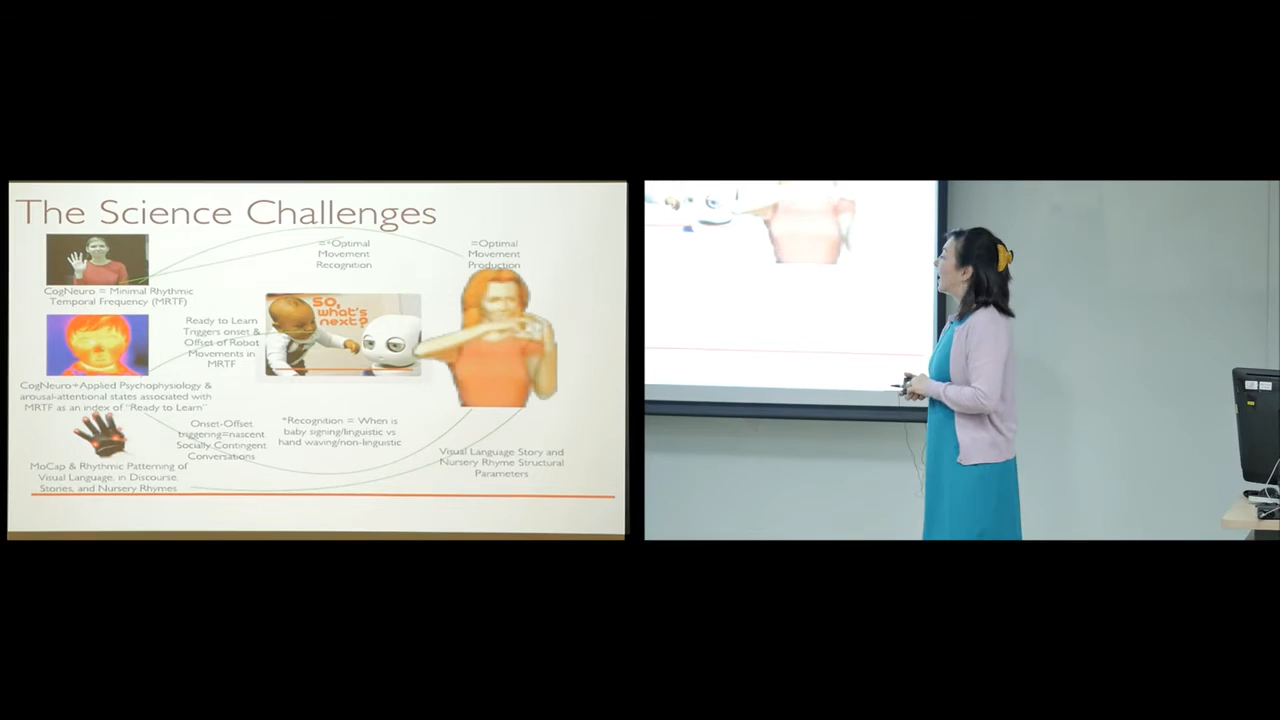 The Science Challenges
=*Optimal
Movement
Recognition
=Optimal
Movement
Production
CogNeuro = Minimal Rhythmic
Temporal Frequency (MRTF)
So,
what's
next?
Ready to Learn
Triggers onset &
Offset of Robot
Movements in
MRTF
CogNeuro+Applied Psychophysiology &
arousal-attentional states associated with
MRTF as an index of "Ready to Learn"
Onset-Offset
triggering=nascent
Socially Contingent
Conversations
*Recognition = When is
baby signing/linguistic vs
hand waving/non-linguistic
Visual Language Story and
Nursery Rhyme Structural
Parameters
MoCap & Rhythmic Patterning of
Visual Language, in Discourse,
Stories, and Nursery Rhymes